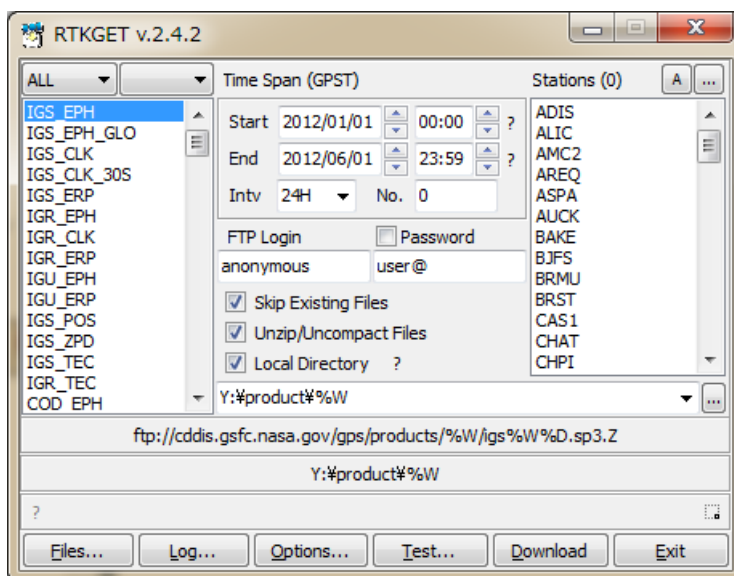 RTKGET v.2.4.2
ALL
Time Span (GPST)
Stations (0)
A
...
IGS_EPH
IGS_EPH_GLO
IGS_CLK
IGS_CLK_30S
IGS_ERP
IGR_EPH
IGR_CLK
IGR_ERP
IGU_EPH
IGU_ERP
IGS_POS
IGS_ZPD
IGS_TEC
IGR_TEC
COD_EPH
Start 2012/01/01 00:00 ?
End 2012/06/01 23:59 ?
Intv 24H No. 0
FTP Login Password
anonymous user@
Skip Existing Files
Unzip/Uncompact Files
Local Directory ?
ADIS
ALIC
AMC2
AREQ
ASPA
AUCK
BAKE
BJFS
BRMU
BRST
CAS1
CHAT
CHPI
Y:¥product¥%W
...
ftp://cddis.gsfc.nasa.gov/gps/products/%W/igs%W%D.sp3.Z
Y:¥product¥%W
?
Files... Log... Options... Test... Download Exit